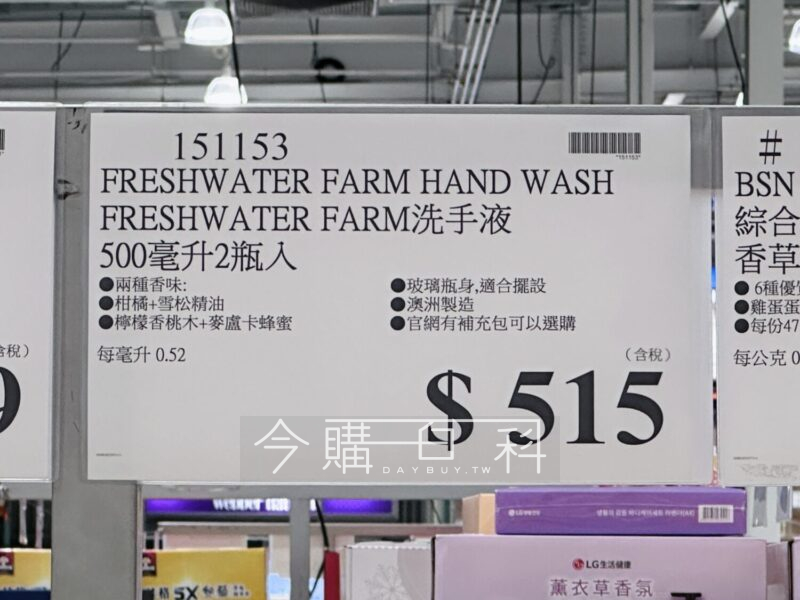 151153
*151153*
FRESHWATER FARM HAND WASH
FRESHWATER FARM洗手液
500毫升2瓶入
●兩種香味:
●柑橘+雪松精油
●檸檬香桃木+麥盧卡蜂蜜
●玻璃瓶身,適合擺設
●澳洲製造
●官網有補充包可以選購
每毫升 0.52
(含稅)
$ 515
含稅)
9
#
BSN
綜合
香草
● 6種優質
●雞蛋蛋
●每份47
每公克 0
今購百科
DAYBUY.TW
LG生活健康
薰衣草香氛
5X